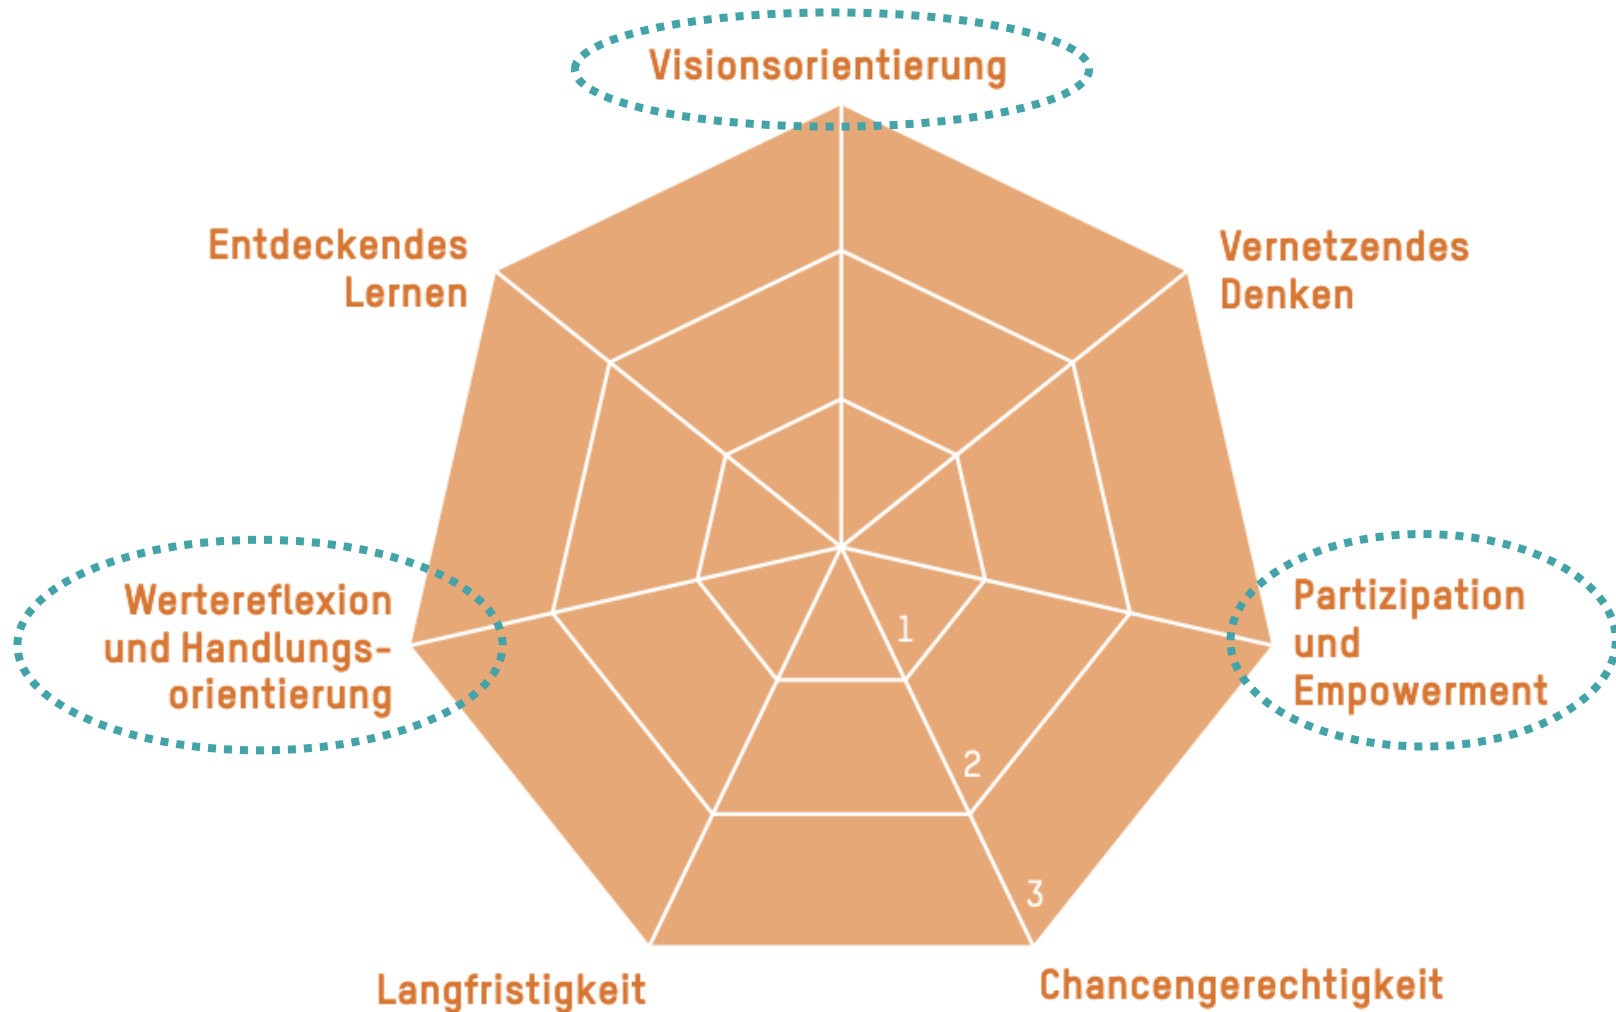 Visionsorientierung
Entdeckendes
Lernen
Vernetzendes
Denken
Wertereflexion
und Handlungs-
orientierung
Partizipation
und
Empowerment
1
2
3
Langfristigkeit
Chancengerechtigkeit